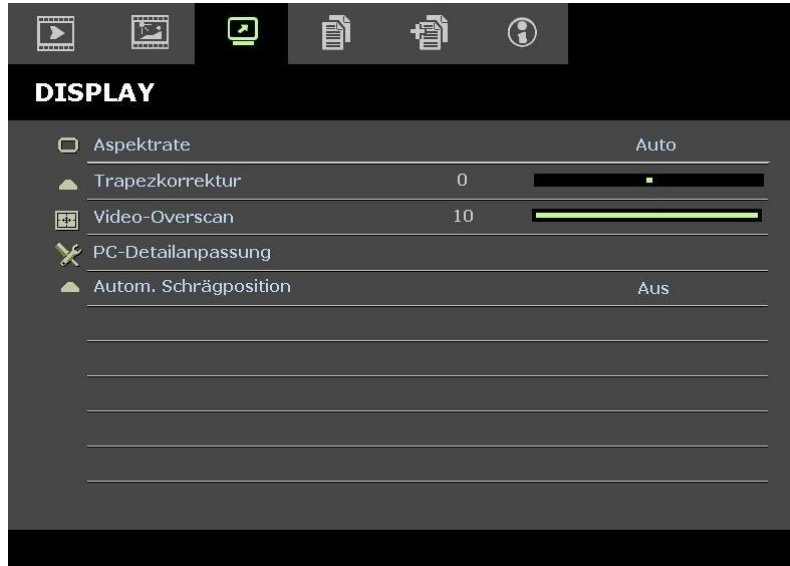 DISPLAY
Aspektrate Auto
Trapezkorrektur 0
Video-Overscan 10
PC-Detailanpassung
Autom. Schrägposition Aus